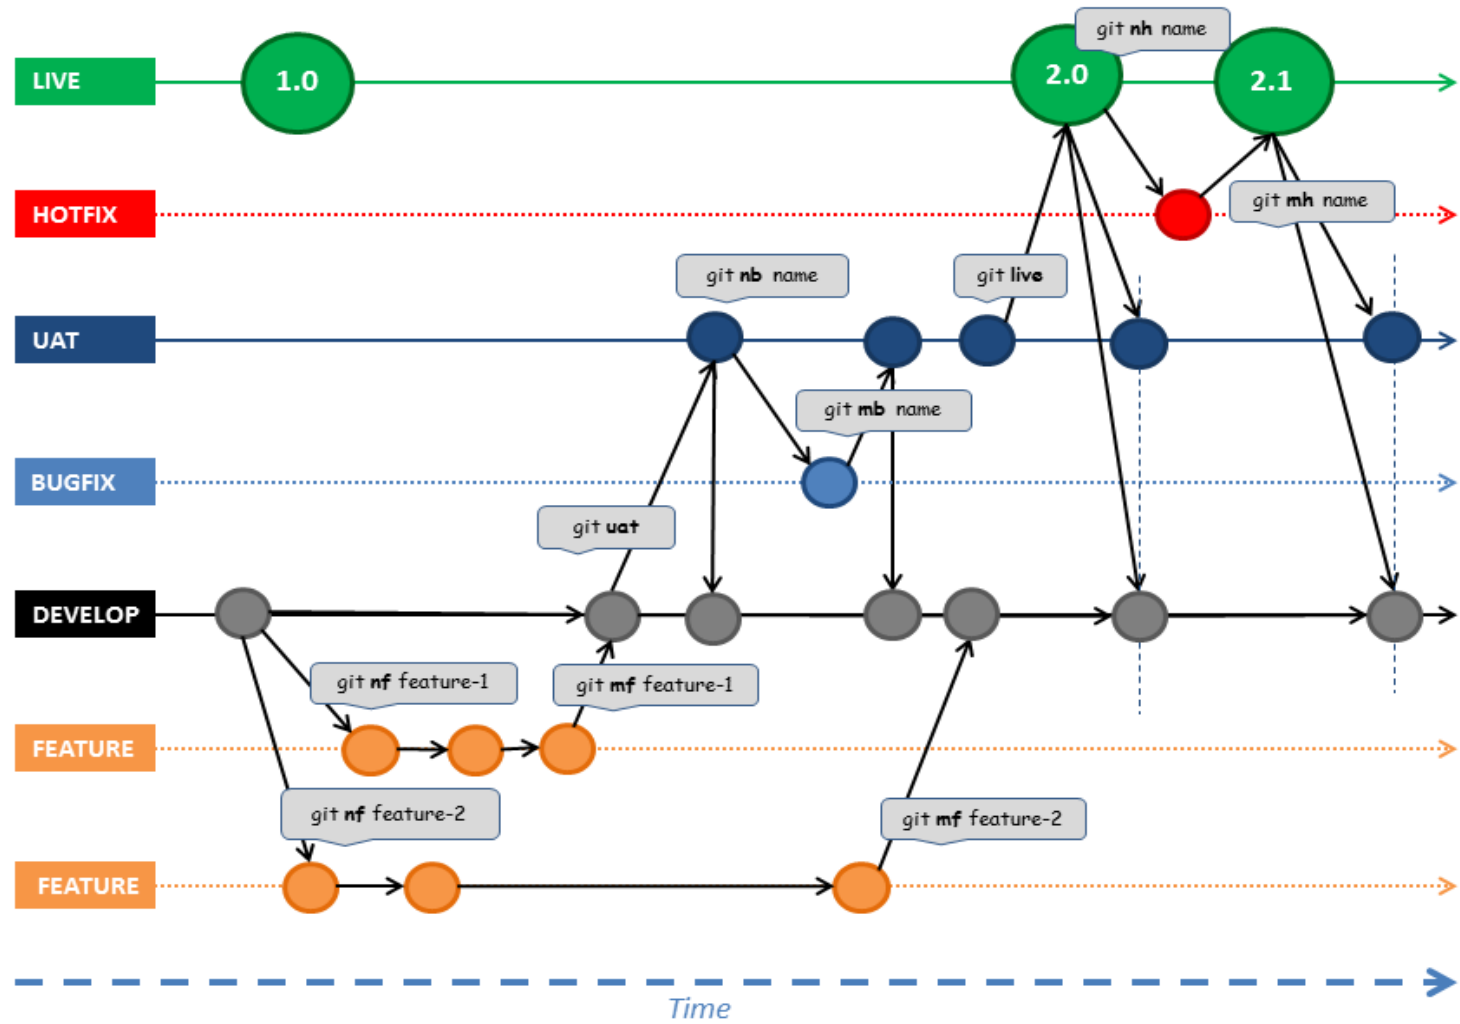 git nh name
LIVE
1.0
2.0
2.1
HOTFIX
git mh name
git nb name
git live
UAT
git mb name
BUGFIX
git uat
DEVELOP
git nf feature-1
git mf feature-1
FEATURE
git nf feature-2
git mf feature-2
FEATURE
Time